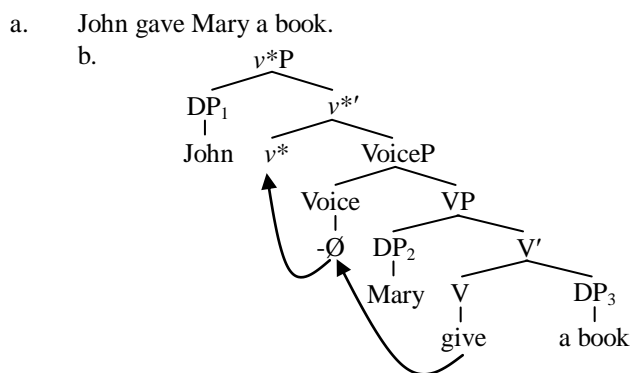 a. John gave Mary a book.
b.
v*P
DP₁ v*′
John v* VoiceP
Voice VP
-Ø DP₂ V′
Mary V DP₃
give a book